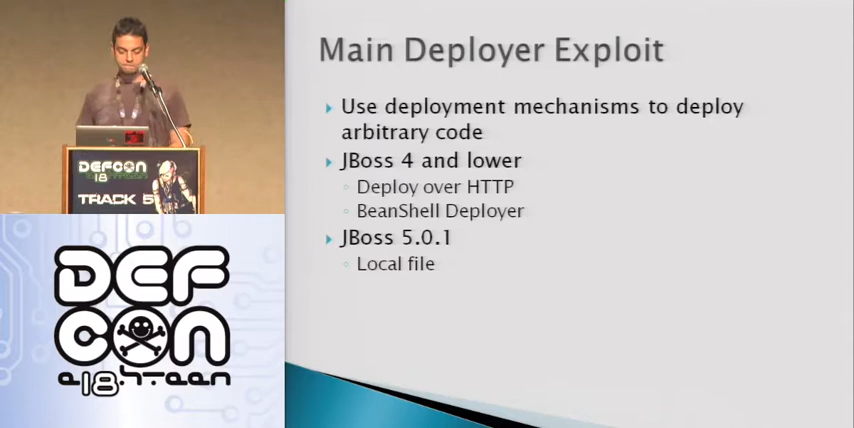 Main Deployer Exploit
Use deployment mechanisms to deploy
arbitrary code
JBoss 4 and lower
Deploy over HTTP
BeanShell Deployer
JBoss 5.0.1
Local file
DEFCON
18
TRACK 5
DEF
CON
e18hteen